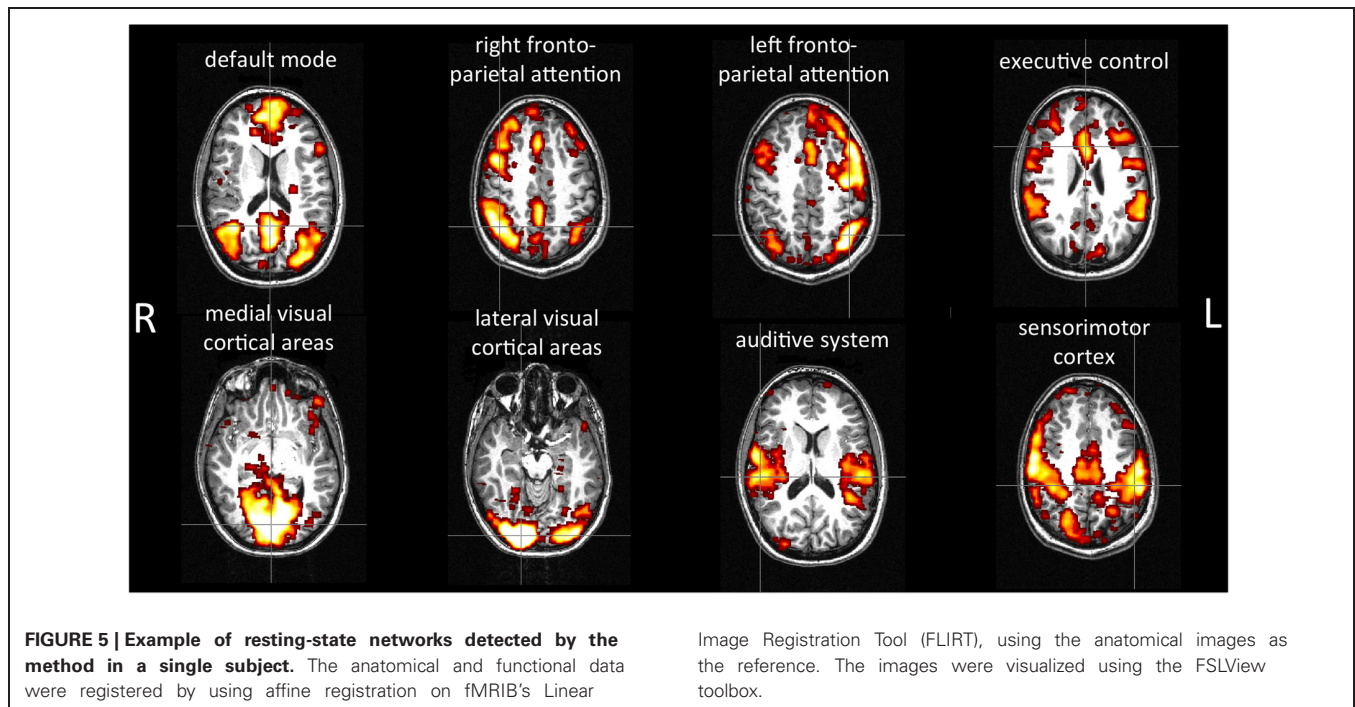 default mode
right fronto-
parietal attention
left fronto-
parietal attention
executive control
R
L
medial visual
cortical areas
lateral visual
cortical areas
auditive system
sensorimotor
cortex
FIGURE 5 | Example of resting-state networks detected by the
method in a single subject. The anatomical and functional data
were registered by using affine registration on fMRIB's Linear
Image Registration Tool (FLIRT), using the anatomical images as
the reference. The images were visualized using the FSLView
toolbox.